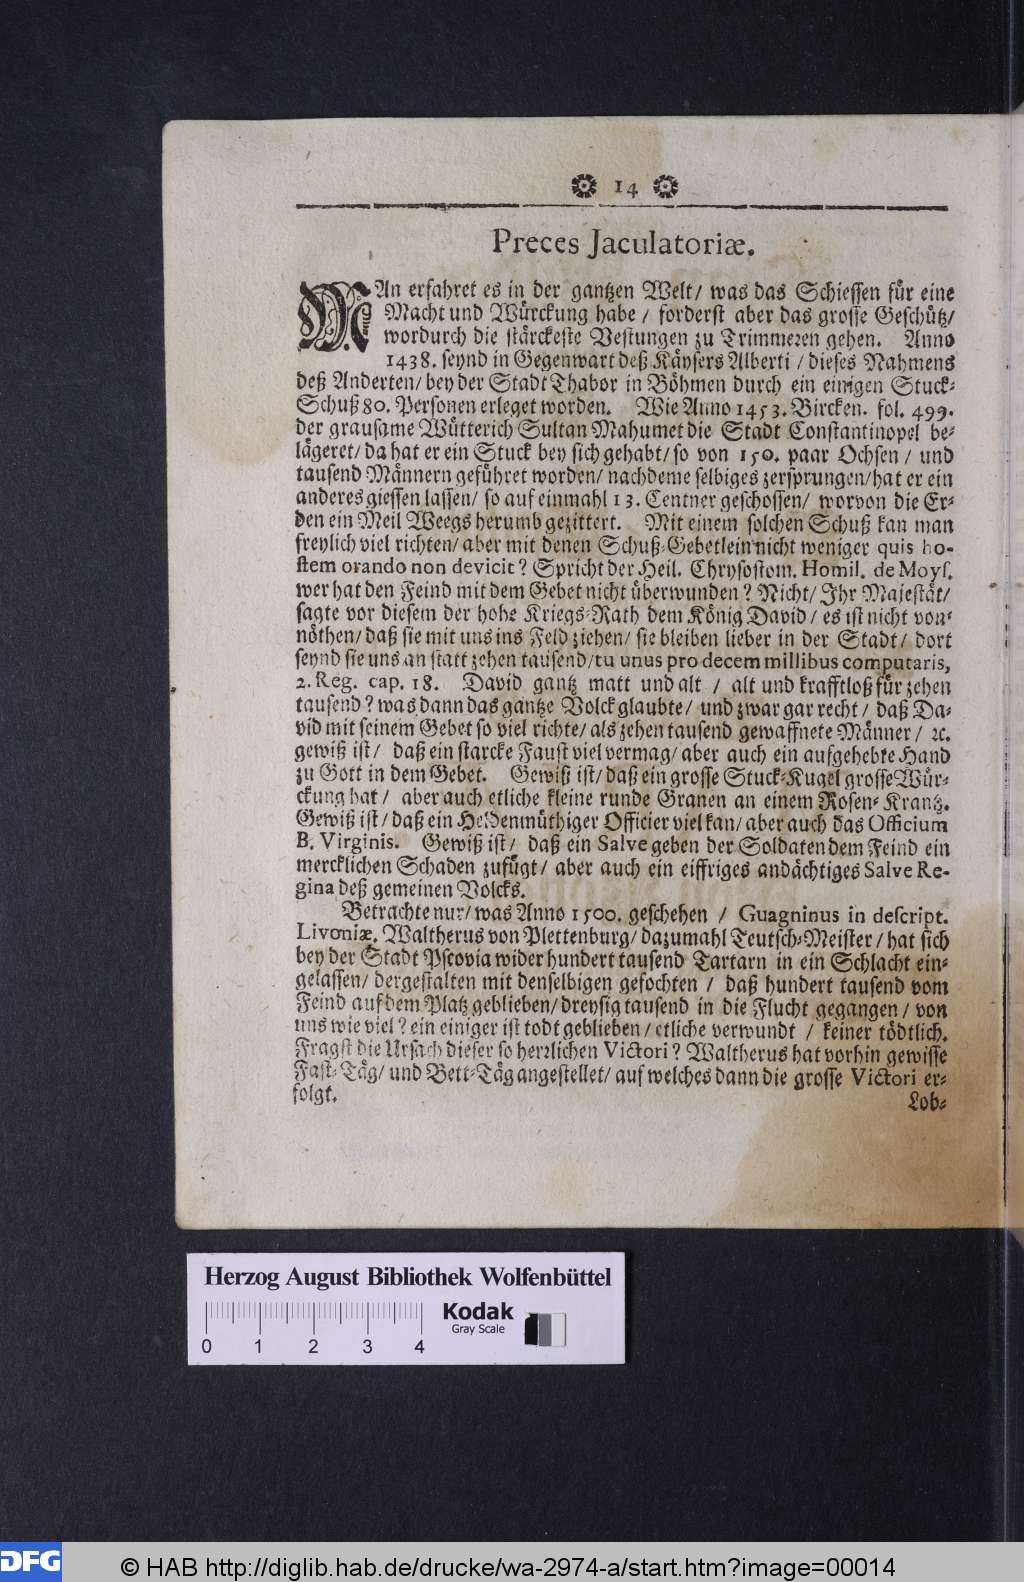 14
Preces Jaculatoriæ.
MAn erfahret es in der gantzen Welt/ was das Schiessen für eine
Macht und Würckung habe / forderst aber das grosse Geschütz/
wordurch die stärckeste Vestungen zu Trimmeren gehen. Anno
1438. seynd in Gegenwart deß Käysers Alberti / dieses Nahmens
deß Anderten/ bey der Stadt Thabor in Böhmen durch ein einigen Stuck-
Schuß 80. Personen erleget worden. Wie Anno 1453. Bircken. fol. 499.
der grausame Wütterich Sultan Mahumet die Stadt Constantinopel be-
lägeret/ da hat er ein Stuck bey sich gehabt/ so von 150. paar Ochsen / und
tausend Männern geführet worden/ nachdeme selbiges zersprungen/ hat er ein
anderes giessen lassen/ so auf einmahl 13. Centner geschossen/ worvon die Er-
den ein Meil Weegs herumb gezittert. Mit einem solchen Schuß kan man
freylich viel richten/ aber mit denen Schuß-Gebetlein nicht weniger quis ho-
stem orando non devicit? Spricht der Heil. Chrysostom. Homil. de Moys.
wer hat den Feind mit dem Gebet nicht überwunden? Nicht/ Ihr Majestät/
sagte vor diesem der hohe Kriegs-Rath dem König David/ es ist nicht von-
nöthen/ daß sie mit uns ins Feld ziehen/ sie bleiben lieber in der Stadt/ dort
seynd sie uns an statt zehen tausend/ tu unus pro decem millibus computaris,
2. Reg. cap. 18. David gantz matt und alt / alt und krafftloß für zehen
tausend? was dann das gantze Volck glaubte/ und zwar gar recht/ daß Da-
vid mit seinem Gebet so viel richte/ als zehen tausend gewaffnete Männer/ ꝛc.
gewiß ist/ daß ein starcke Faust viel vermag/ aber auch ein aufgehebte Hand
zu Gott in dem Gebet. Gewiß ist/ daß ein grosse Stuck-Kugel grosse Wür-
ckung hat/ aber auch etliche kleine runde Granen an einem Rosen-Krantz.
Gewiß ist/ daß ein Heldenmüthiger Officier viel kan/ aber auch das Officium
B. Virginis. Gewiß ist/ daß ein Salve geben der Soldaten dem Feind ein
mercklichen Schaden zufügt/ aber auch ein eiffriges andächtiges Salve Re-
gina deß gemeinen Volcks.
Betrachte nur/ was Anno 1500. geschehen / Guagninus in descript.
Livoniæ. Waltherus von Plettenburg/ dazumahl Teutsch-Meister/ hat sich
bey der Stadt Pscovia wider hundert tausend Tartarn in ein Schlacht ein-
gelassen/ dergestalten mit denselbigen gefochten / daß hundert tausend vom
Feind auf dem Platz geblieben/ dreysig tausend in die Flucht gegangen / von
uns wie viel? ein einiger ist todt geblieben/ etliche verwundt / keiner tödtlich.
Fragst die Ursach dieser so herzlichen Victori? Waltherus hat vorhin gewisse
Fast-Täg/ und Bett-Täg angestellet/ auf welches dann die grosse Victori er-
folgt.
Lob-
Herzog August Bibliothek Wolfenbüttel
Kodak
Gray Scale
0 1 2 3 4
DFG
© HAB http://diglib.hab.de/drucke/wa-2974-a/start.htm?image=00014